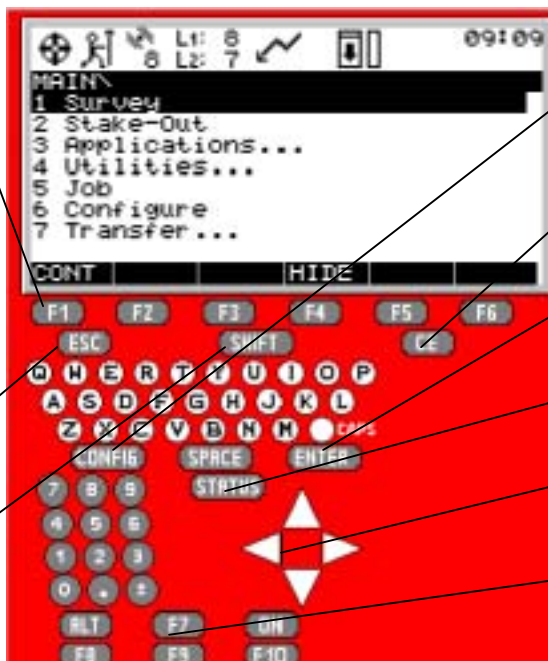 8 L1: 8 L2: 7 09:09
MAIN\
1 Survey
2 Stake-Out
3 Applications...
4 Utilities...
5 Job
6 Configure
7 Transfer...
CONT HIDE
F1 F2 F3 F4 F5 F6
ESC SHIFT CE
Q W E R T Y U I O P
A S D F G H J K L
Z X C V B N M CAPS
CONFIG SPACE ENTER
7 8 9 STATUS
4 5 6
1 2 3
0 . ±
ALT F7 ON
F8 F9 F10